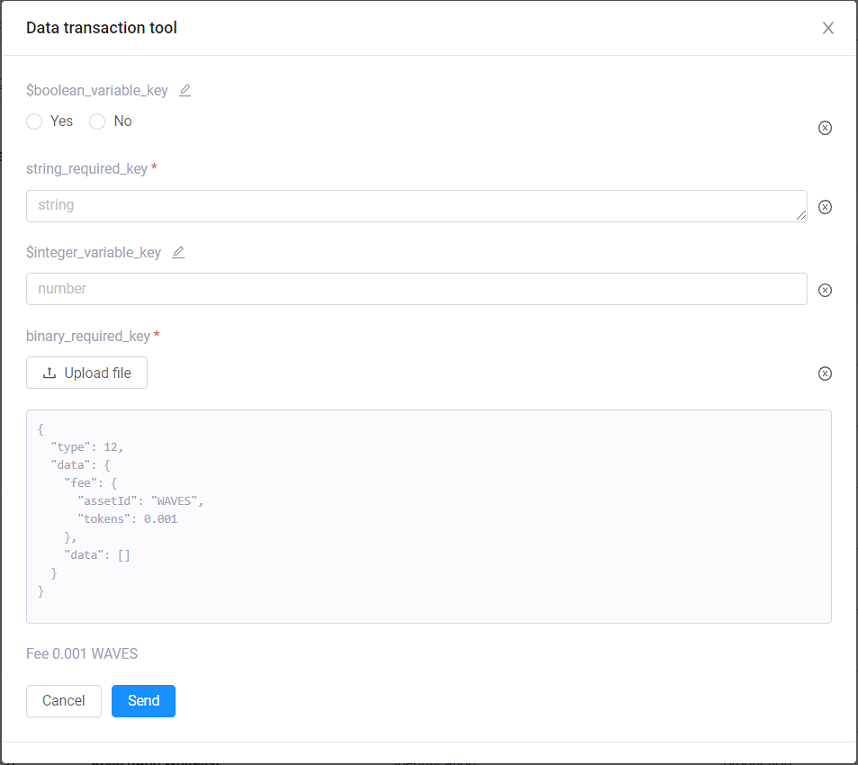 Data transaction tool
$boolean_variable_key
Yes No
string_required_key *
string
$integer_variable_key
number
binary_required_key *
Upload file
{
  "type": 12,
  "data": {
    "fee": {
      "assetId": "WAVES",
      "tokens": 0.001
    },
    "data": []
  }
}
Fee 0.001 WAVES
Cancel Send